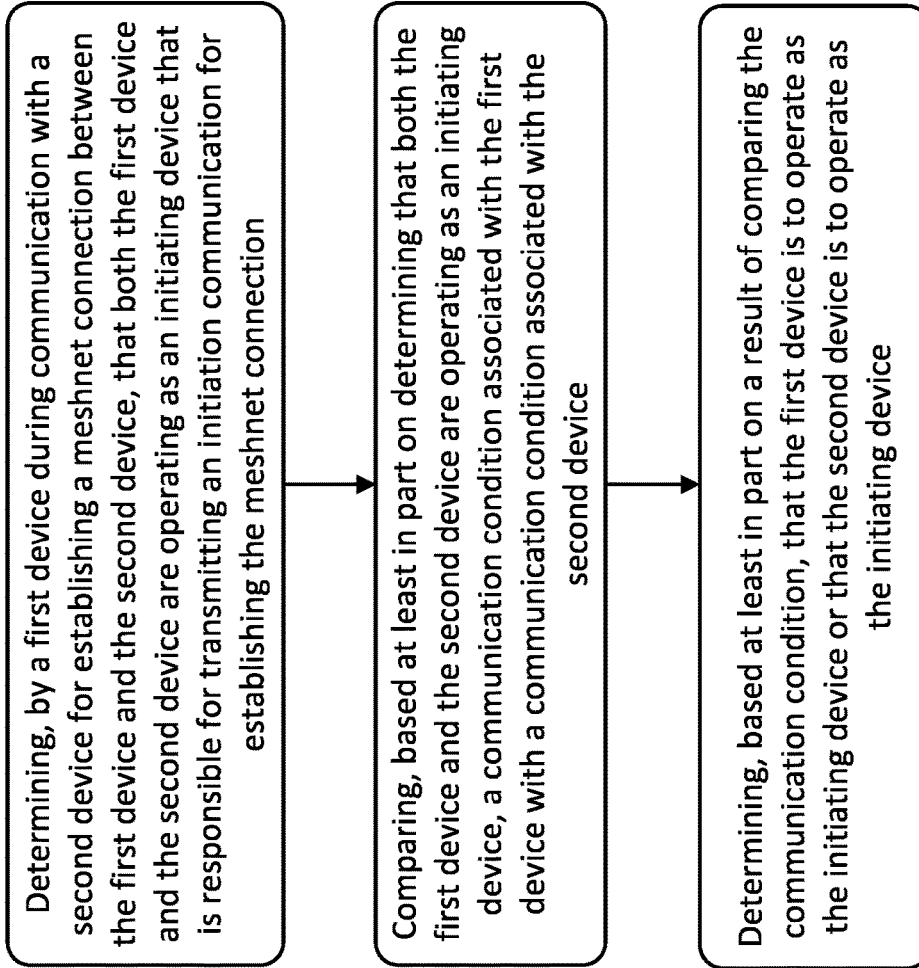 Determining, by a first device during communication with a
second device for establishing a meshnet connection between
the first device and the second device, that both the first device
and the second device are operating as an initiating device that
is responsible for transmitting an initiation communication for
establishing the meshnet connection
Comparing, based at least in part on determining that both the
first device and the second device are operating as an initiating
device, a communication condition associated with the first
device with a communication condition associated with the
second device
Determining, based at least in part on a result of comparing the
communication condition, that the first device is to operate as
the initiating device or that the second device is to operate as
the initiating device